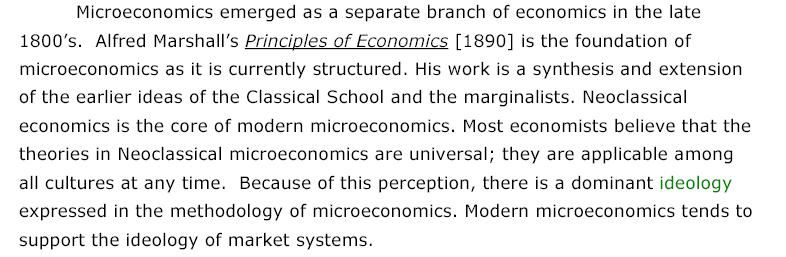 Microeconomics emerged as a separate branch of economics in the late
1800's.  Alfred Marshall's Principles of Economics [1890] is the foundation of
microeconomics as it is currently structured. His work is a synthesis and extension
of the earlier ideas of the Classical School and the marginalists. Neoclassical
economics is the core of modern microeconomics. Most economists believe that the
theories in Neoclassical microeconomics are universal; they are applicable among
all cultures at any time.  Because of this perception, there is a dominant ideology
expressed in the methodology of microeconomics. Modern microeconomics tends to
support the ideology of market systems.